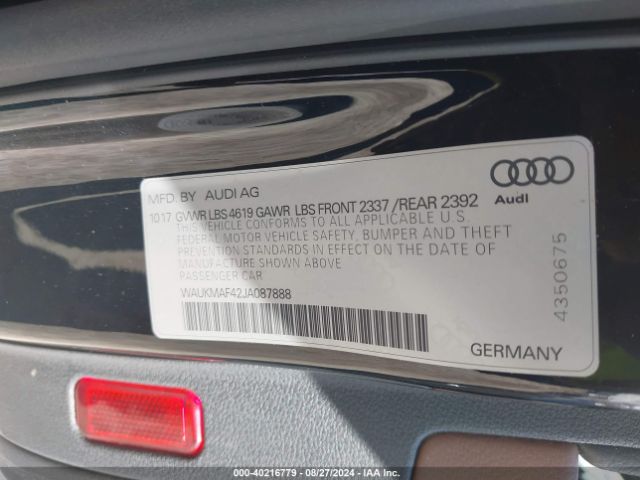 MFD. BY AUDI AG
1017 GVWR LBS 4619 GAWR LBS FRONT 2337 /REAR 2392
THIS VEHICLE CONFORMS TO ALL APPLICABLE U.S.
FEDERAL MOTOR VEHICLE SAFETY, BUMPER AND THEFT
PREVENTION STANDARDS IN EFFECT ON THE DATE OF
MANUFACTURE SHOWN ABOVE
PASSENGER CAR
WAUKMAF42JA087888
Audi
4350675
GERMANY
000-40216779 - 08/27/2024 - IAA Inc.